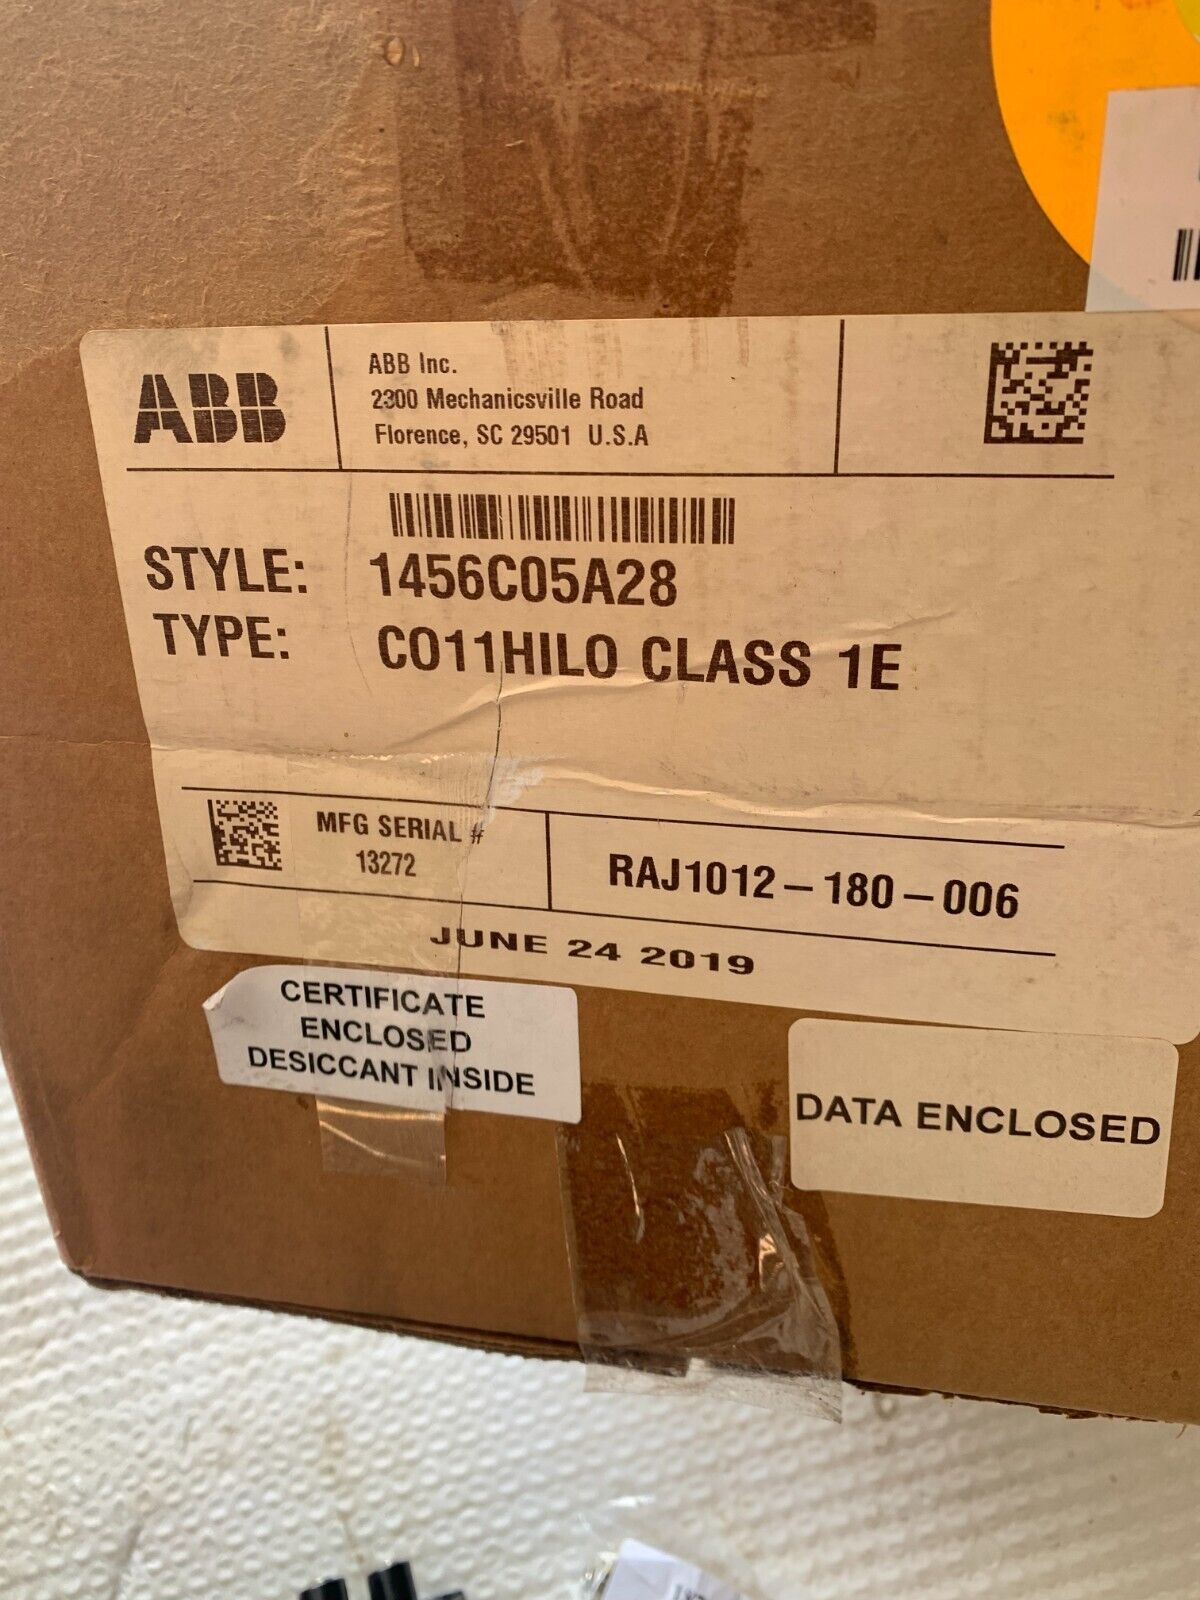 ABB
ABB Inc.
2300 Mechanicsville Road
Florence, SC 29501 U.S.A
STYLE: 1456C05A28
TYPE: CO11HILO CLASS 1E
MFG SERIAL #
13272
RAJ1012-180-006
JUNE 24 2019
CERTIFICATE
ENCLOSED
DESICCANT INSIDE
DATA ENCLOSED